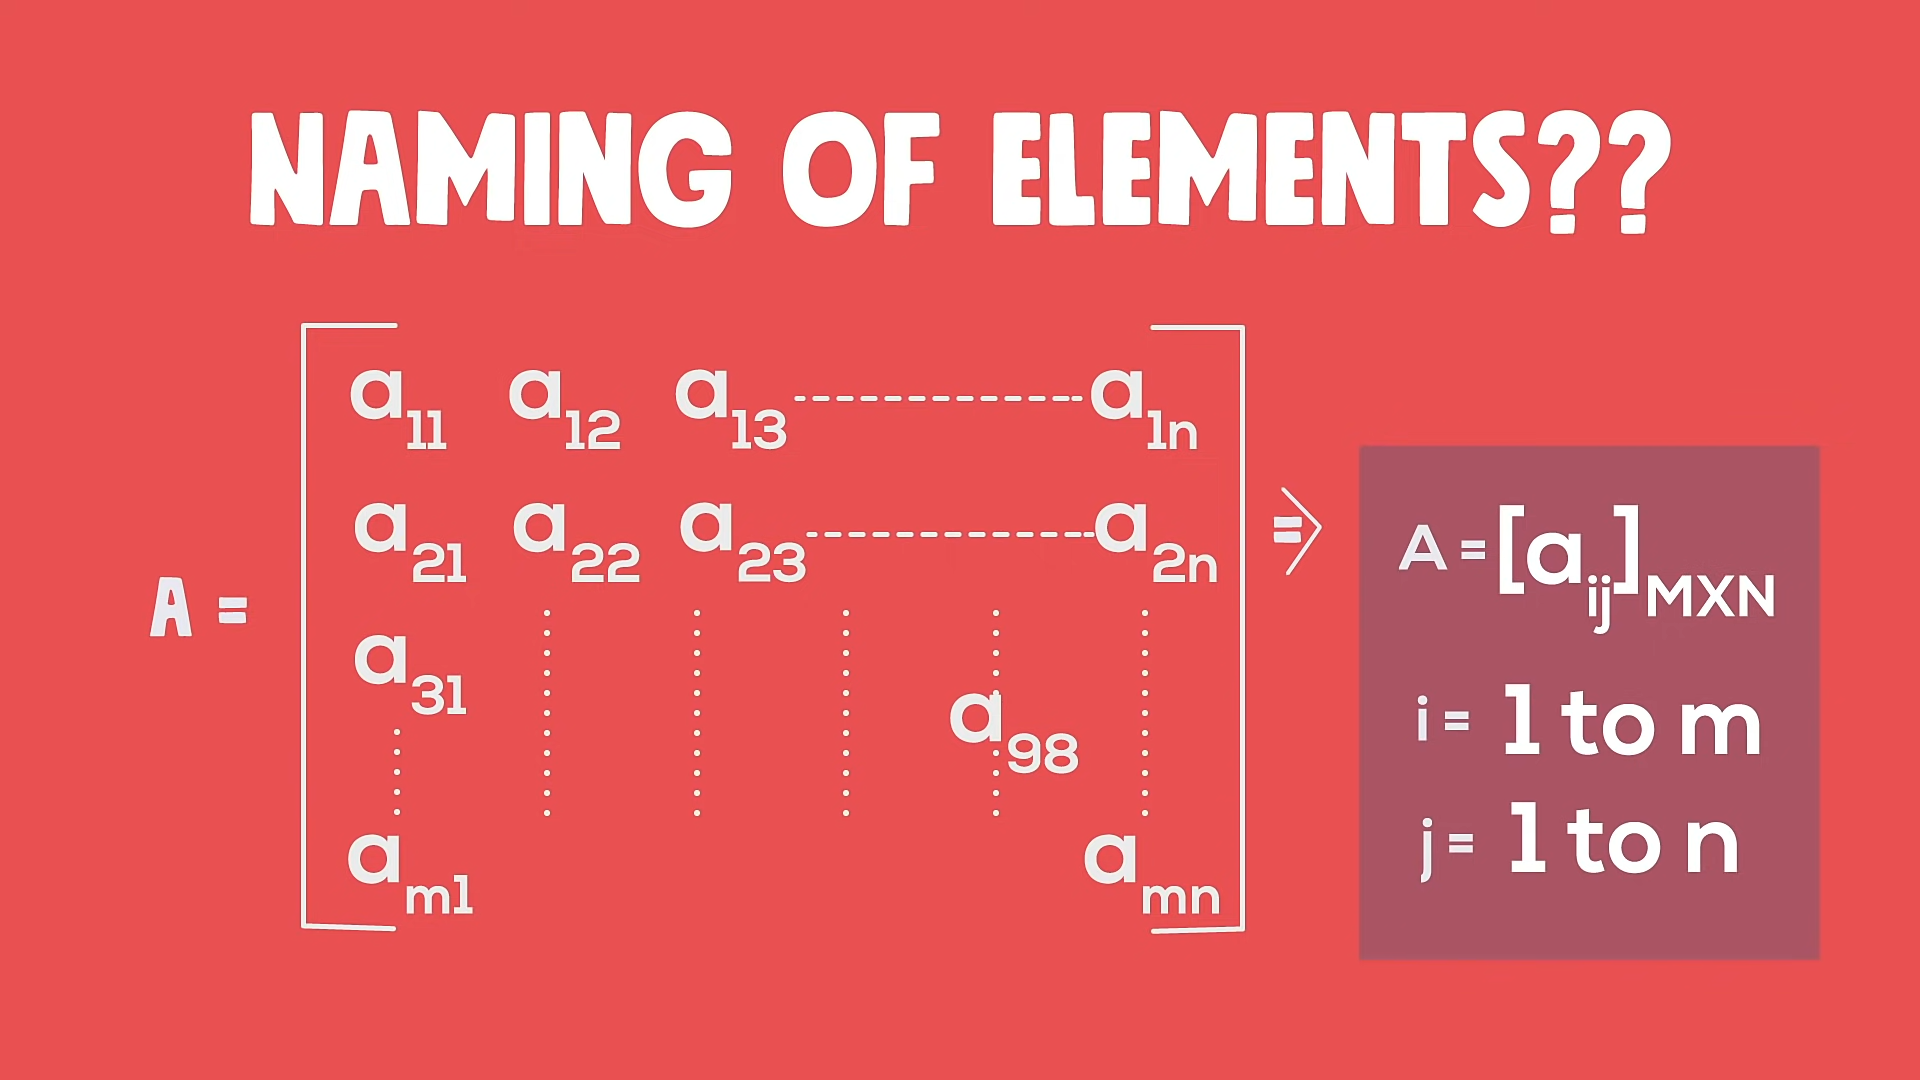 NAMING OF ELEMENTS??
a11 a12 a13 ------------ a1n
a21 a22 a23 ------------ a2n
A =
a31
a98
am1 amn
=>
A = [aij]MXN
i = 1 to m
j = 1 to n